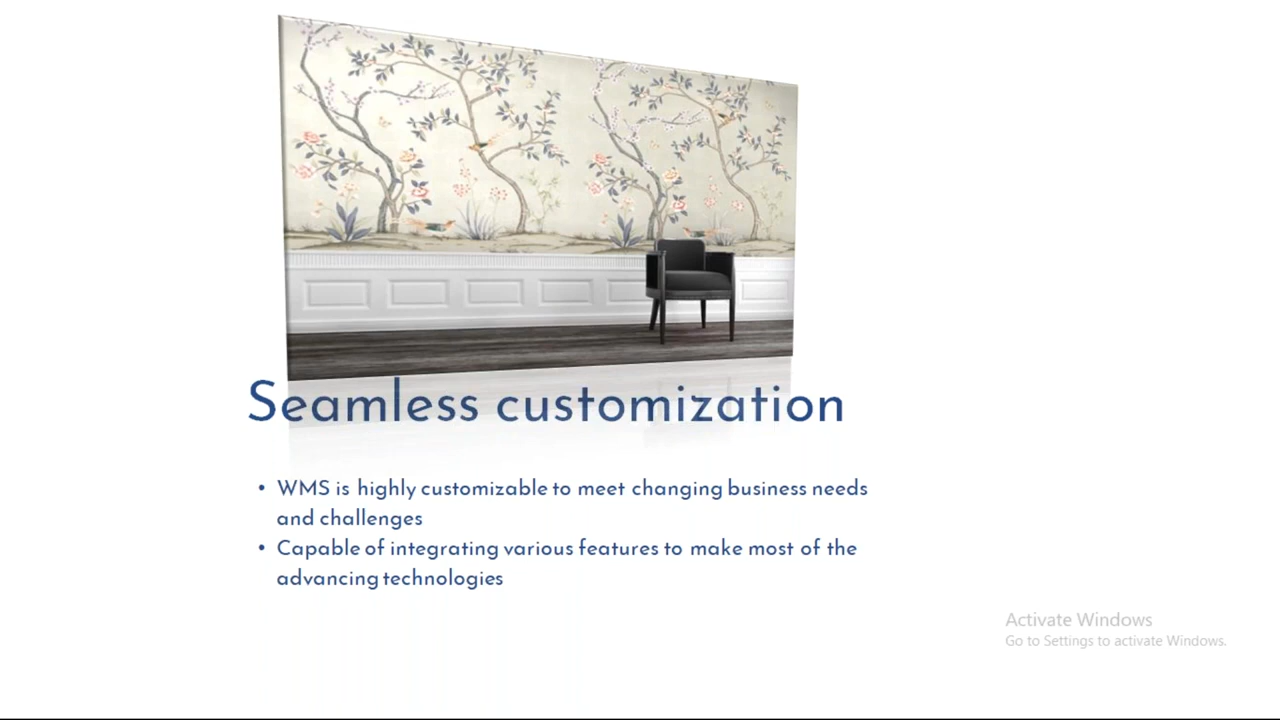 Seamless customization
• WMS is highly customizable to meet changing business needs
and challenges
• Capable of integrating various features to make most of the
advancing technologies
Activate Windows
Go to Settings to activate Windows.